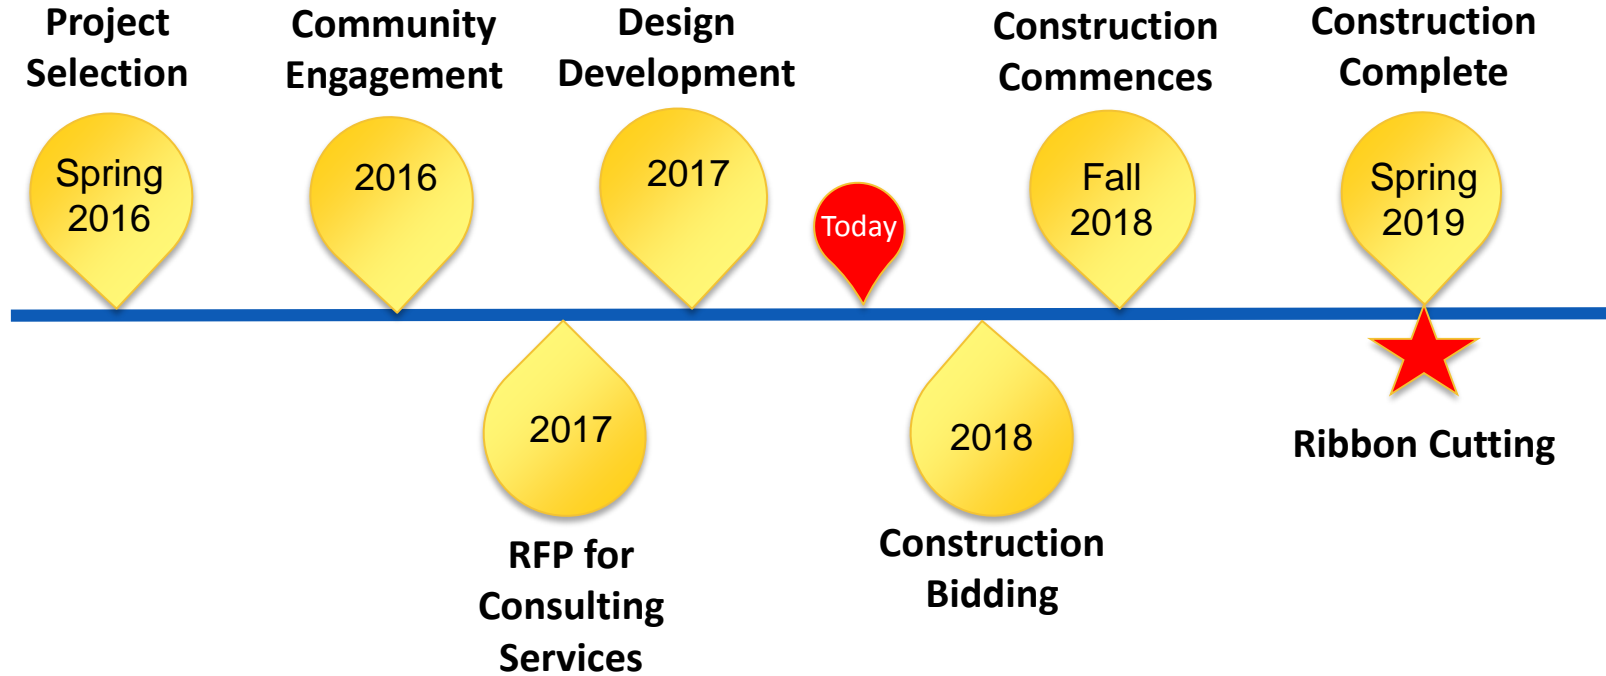 Project
Selection
Spring
2016
Community
Engagement
2016
Design
Development
2017
Today
Construction
Commences
Fall
2018
Construction
Complete
Spring
2019
2017
RFP for
Consulting
Services
2018
Construction
Bidding
Ribbon Cutting